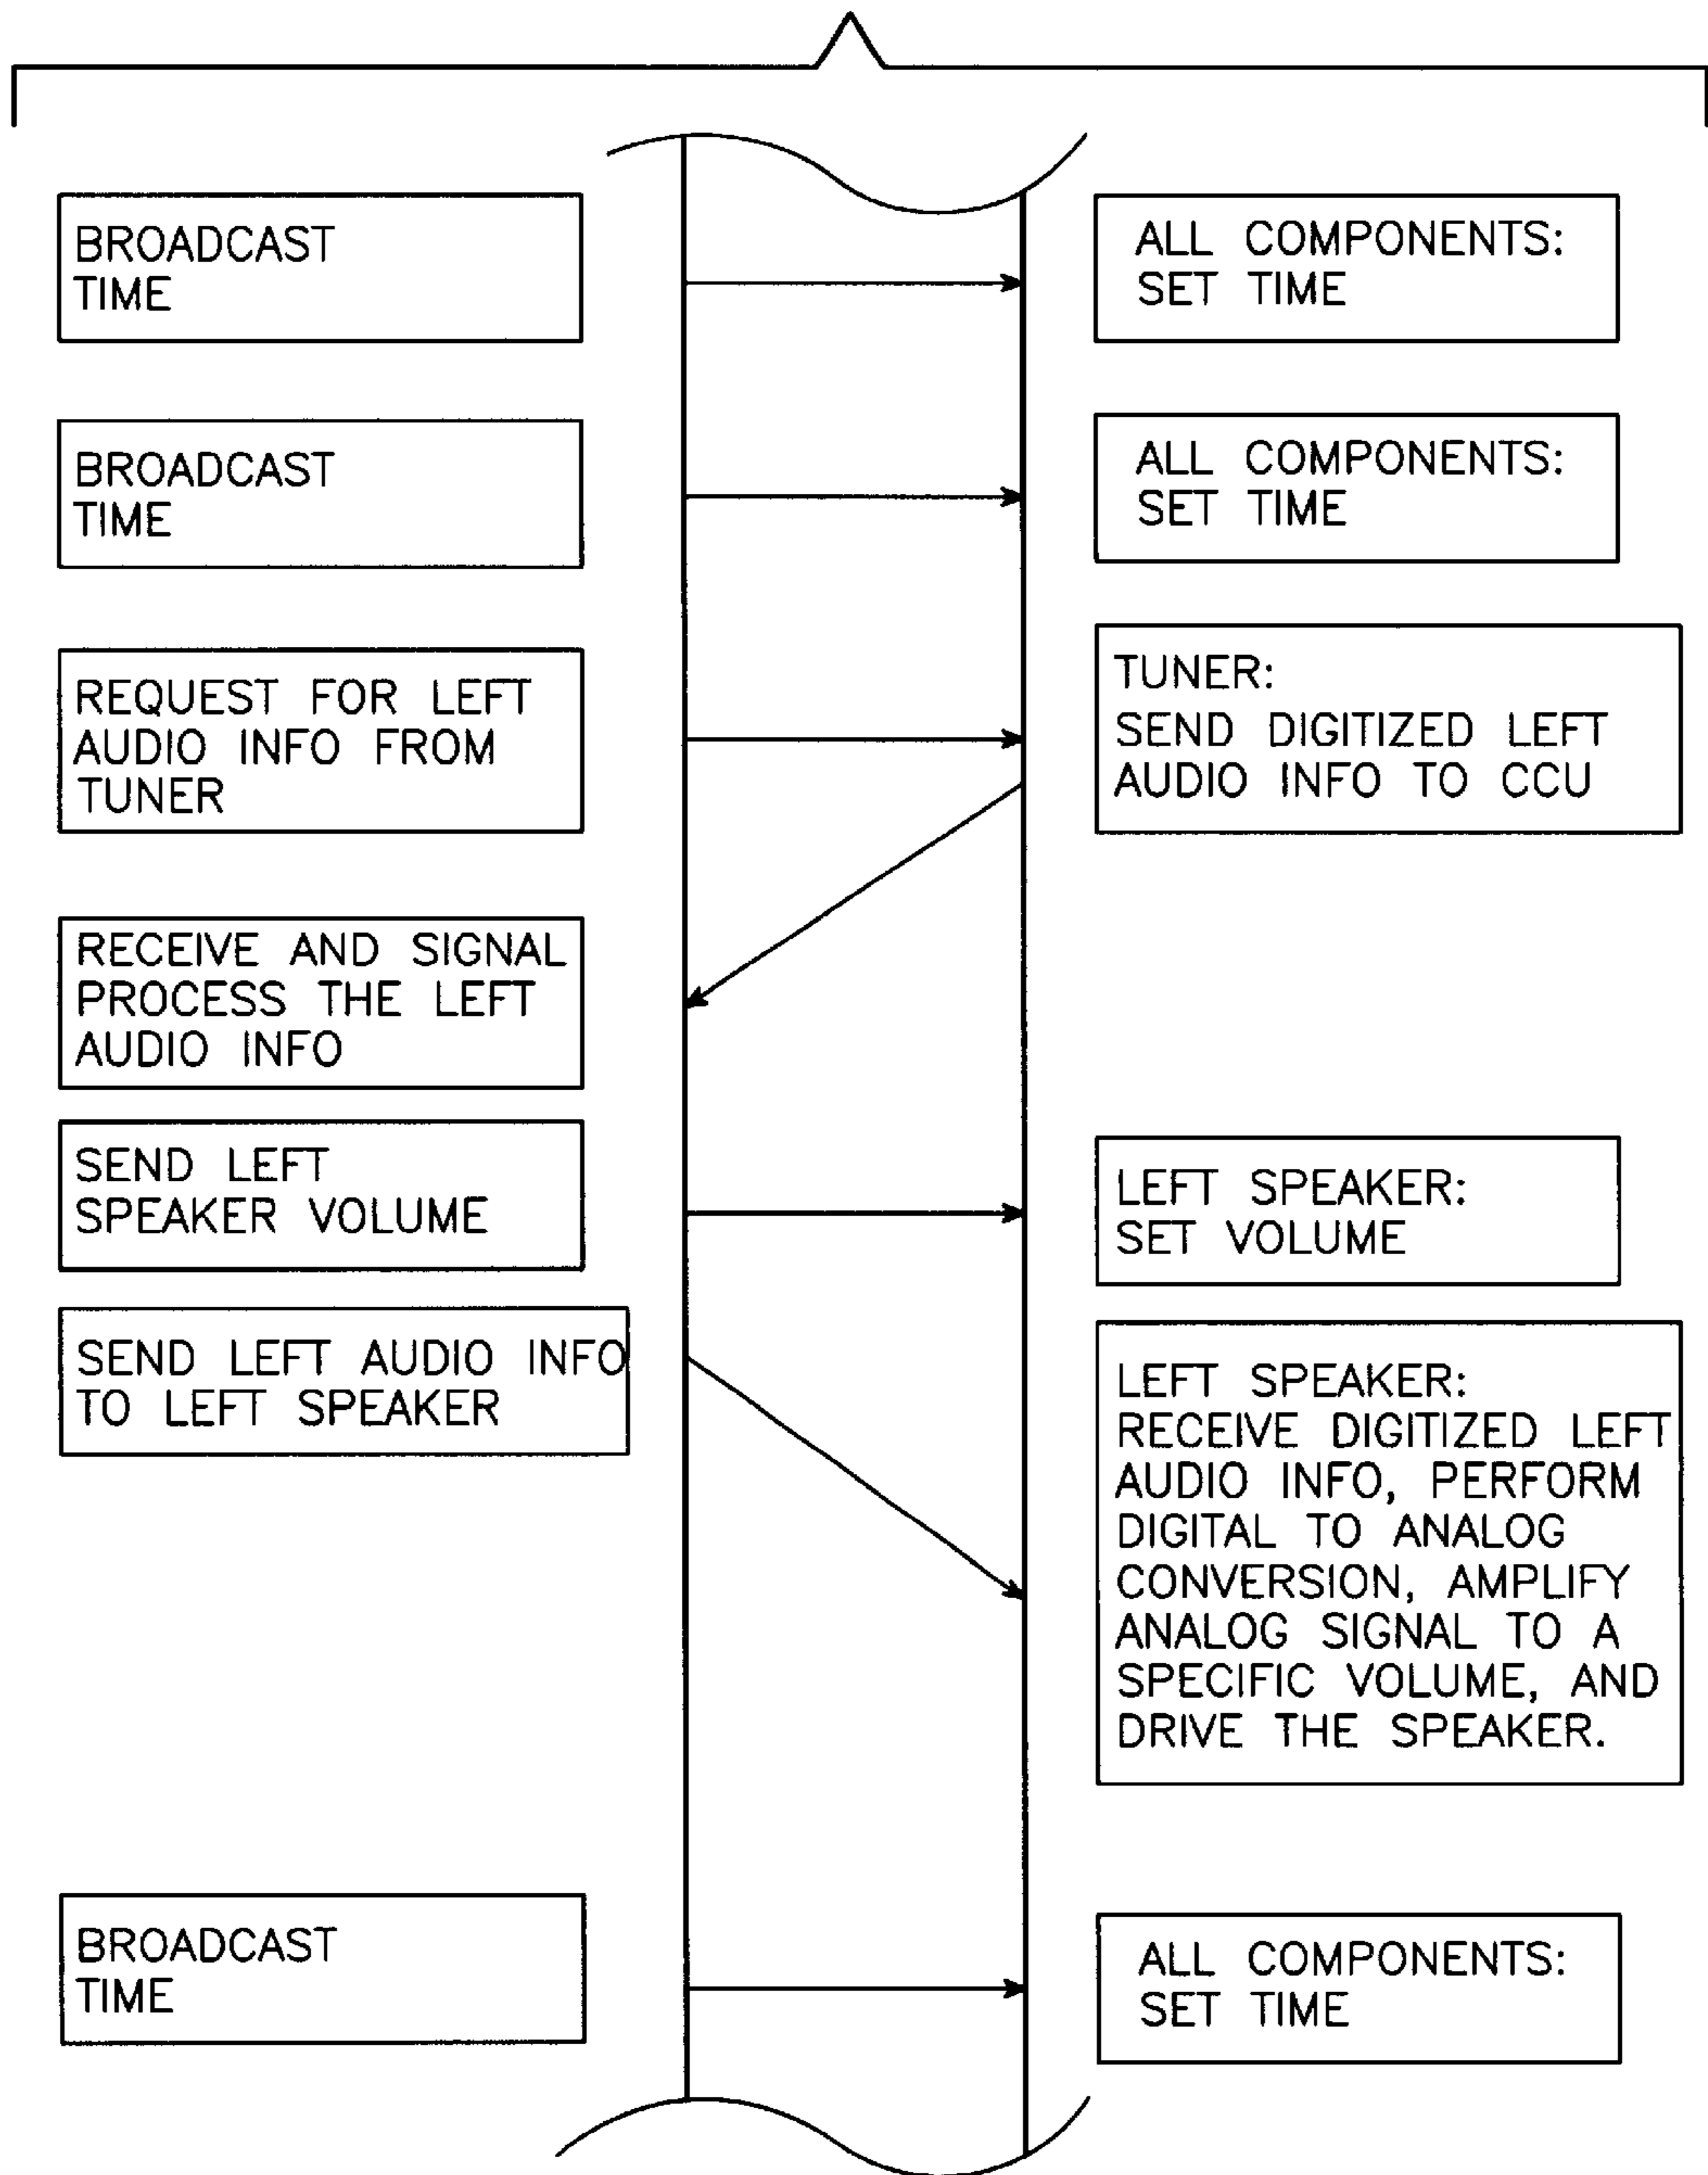 BROADCAST
TIME
ALL COMPONENTS:
SET TIME
BROADCAST
TIME
ALL COMPONENTS:
SET TIME
REQUEST FOR LEFT
AUDIO INFO FROM
TUNER
TUNER:
SEND DIGITIZED LEFT
AUDIO INFO TO CCU
RECEIVE AND SIGNAL
PROCESS THE LEFT
AUDIO INFO
SEND LEFT
SPEAKER VOLUME
LEFT SPEAKER:
SET VOLUME
SEND LEFT AUDIO INFO
TO LEFT SPEAKER
LEFT SPEAKER:
RECEIVE DIGITIZED LEFT
AUDIO INFO, PERFORM
DIGITAL TO ANALOG
CONVERSION, AMPLIFY
ANALOG SIGNAL TO A
SPECIFIC VOLUME, AND
DRIVE THE SPEAKER.
BROADCAST
TIME
ALL COMPONENTS:
SET TIME